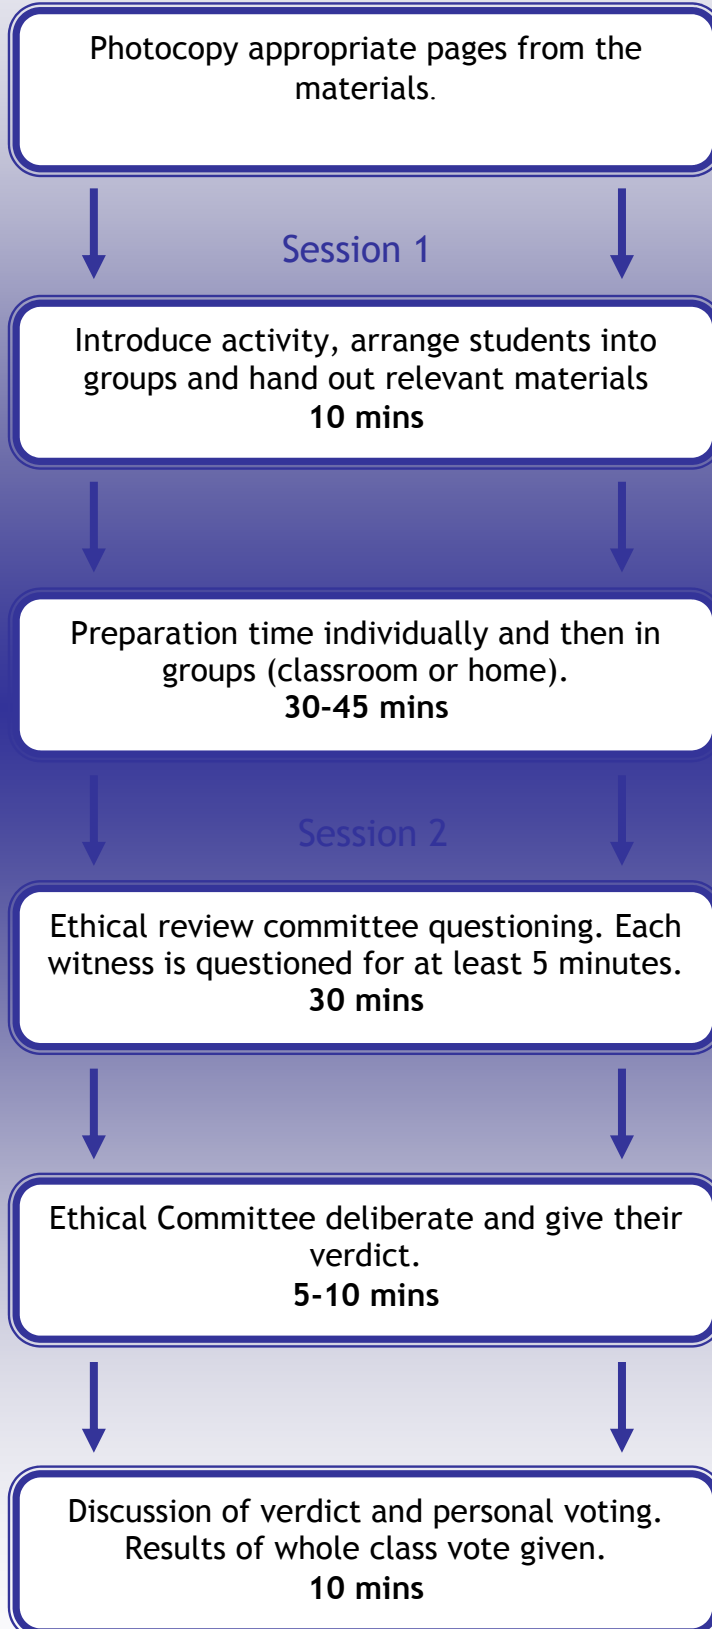 Photocopy appropriate pages from the
materials.
Session 1
Introduce activity, arrange students into
groups and hand out relevant materials
10 mins
Preparation time individually and then in
groups (classroom or home).
30-45 mins
Session 2
Ethical review committee questioning. Each
witness is questioned for at least 5 minutes.
30 mins
Ethical Committee deliberate and give their
verdict.
5-10 mins
Discussion of verdict and personal voting.
Results of whole class vote given.
10 mins